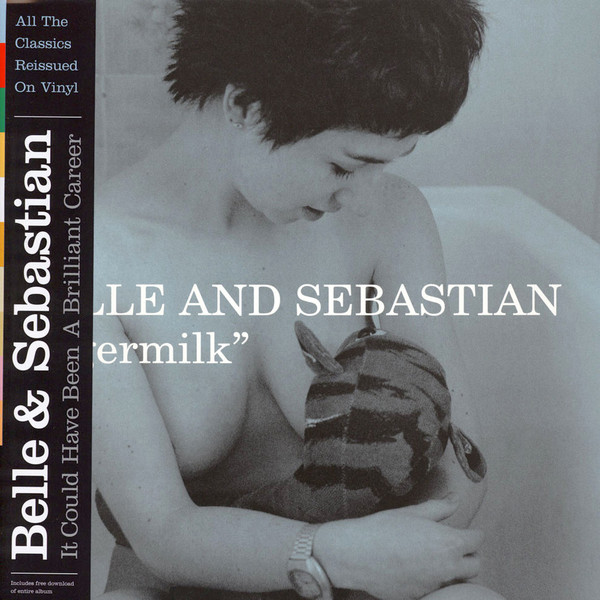 All The
Classics
Reissued
On Vinyl
Belle & Sebastian
It Could Have Been A Brilliant Career
Includes free download
of entire album
LLE AND SEBASTIAN
germilk”